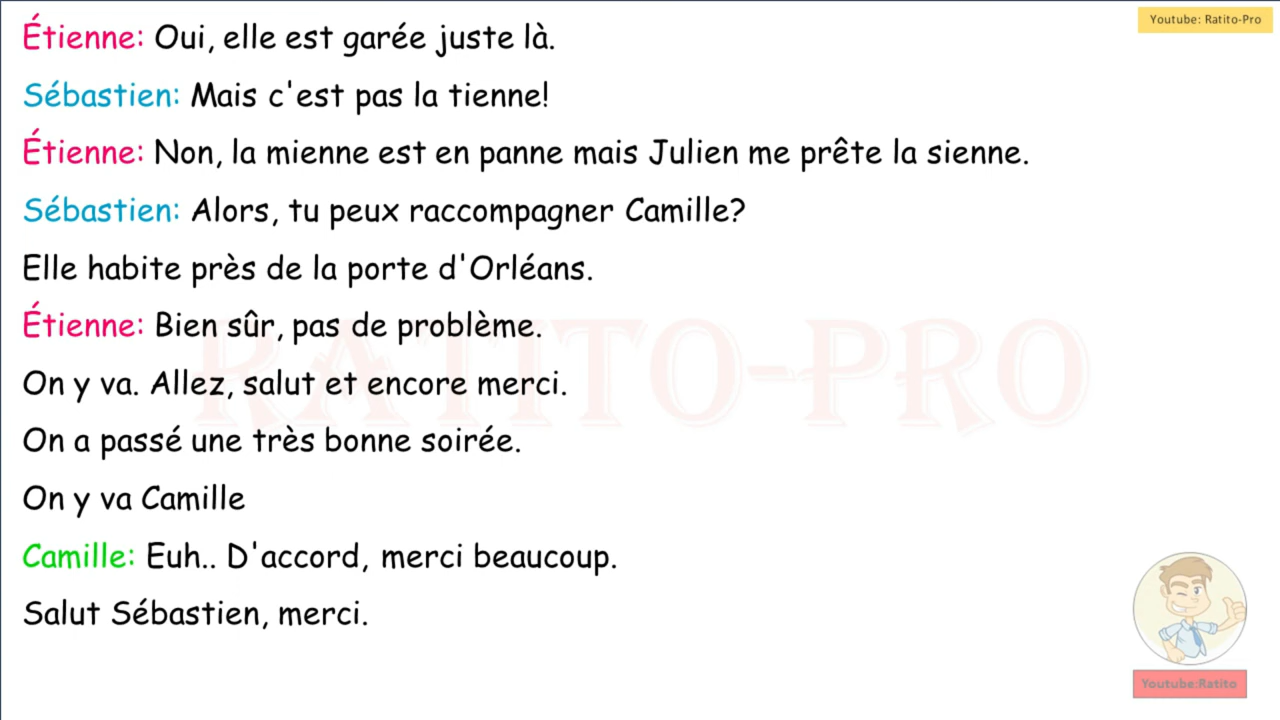 Youtube: Ratito-Pro
Étienne: Oui, elle est garée juste là.
Sébastien: Mais c'est pas la tienne!
Étienne: Non, la mienne est en panne mais Julien me prête la sienne.
Sébastien: Alors, tu peux raccompagner Camille?
Elle habite près de la porte d'Orléans.
Étienne: Bien sûr, pas de problème.
RATITO-PRO
On y va. Allez, salut et encore merci.
On a passé une très bonne soirée.
On y va Camille
Camille: Euh.. D'accord, merci beaucoup.
Salut Sébastien, merci.
Youtube:Ratito